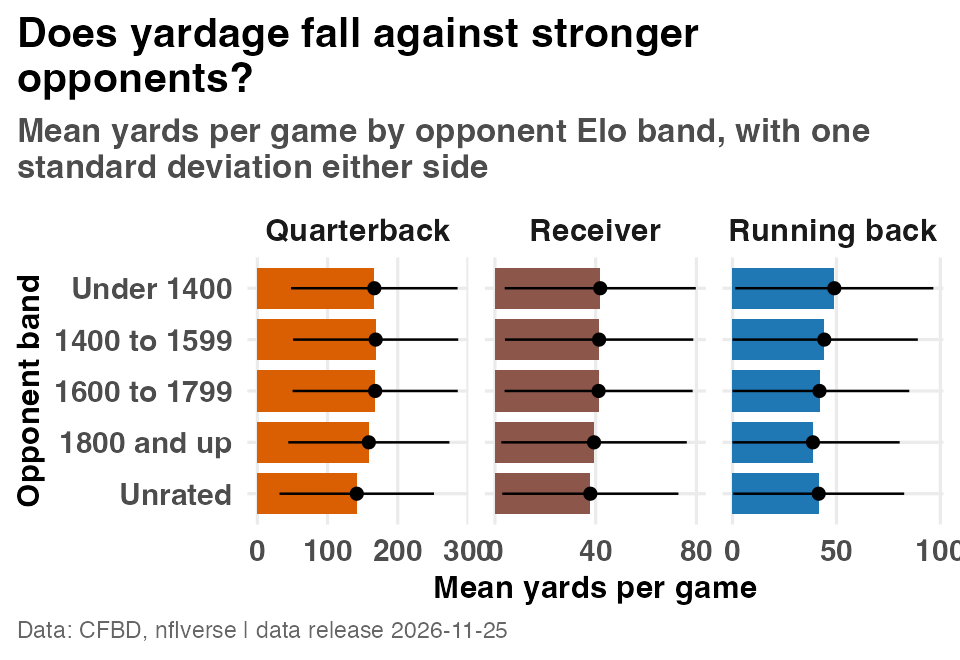 Does yardage fall against stronger
opponents?
Mean yards per game by opponent Elo band, with one
standard deviation either side
Quarterback Receiver Running back
Opponent band
Under 1400
1400 to 1599
1600 to 1799
1800 and up
Unrated
0 100 200 300 0 40 80 0 50 100
Mean yards per game
Data: CFBD, nflverse | data release 2026-11-25